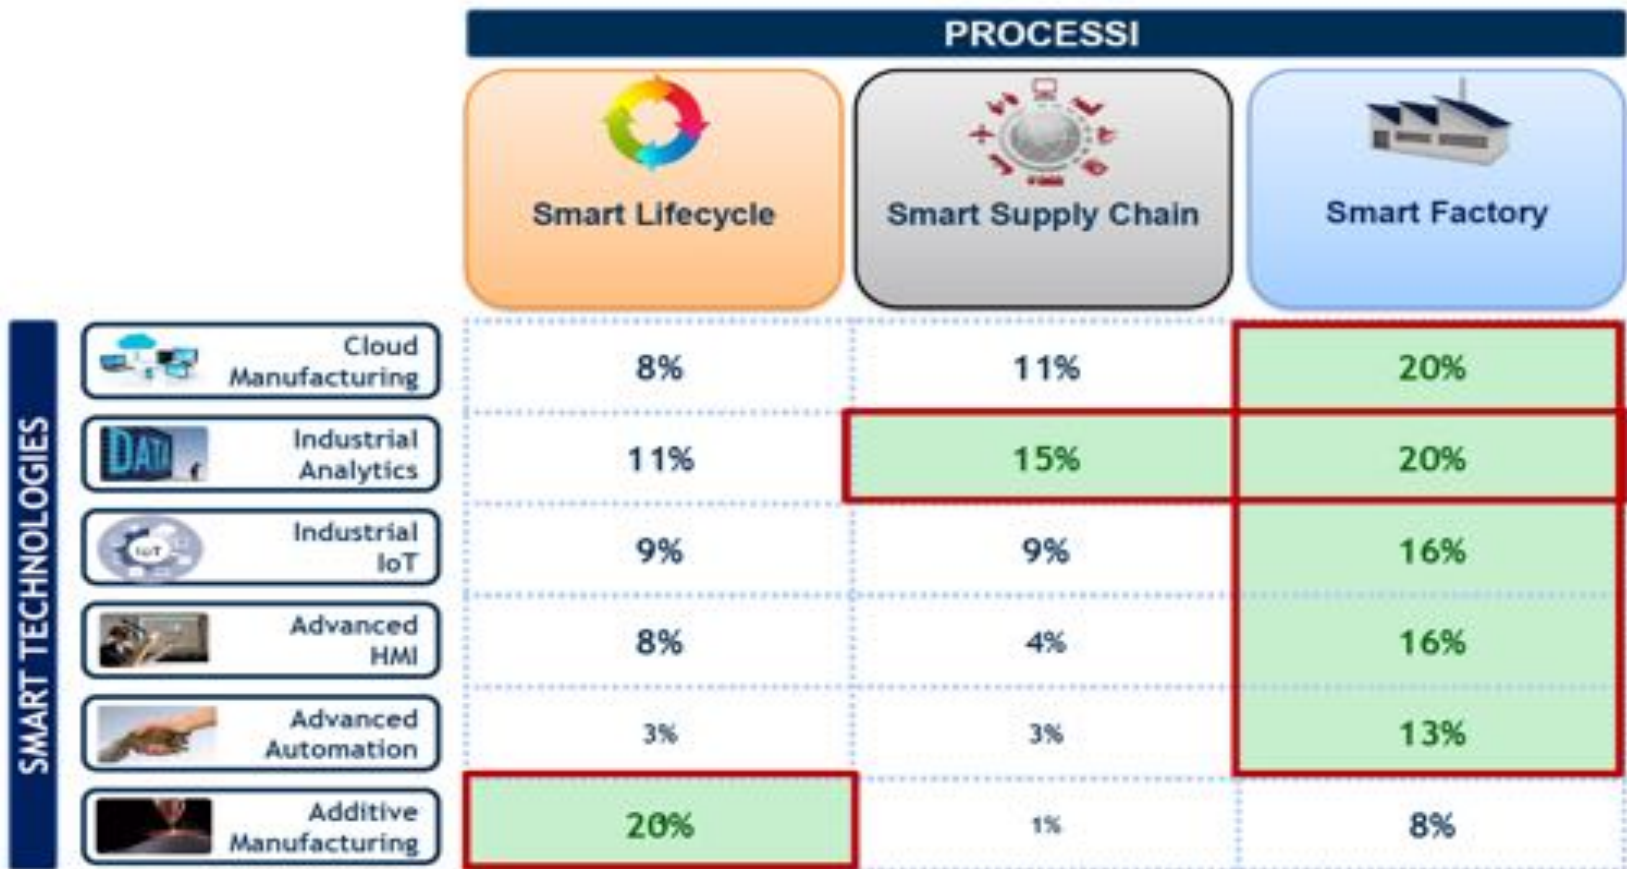 PROCESSI
Smart Lifecycle
Smart Supply Chain
Smart Factory
SMART TECHNOLOGIES
Cloud
Manufacturing
8%
11%
20%
DATA
Industrial
Analytics
11%
15%
20%
IoT
Industrial
IoT
9%
9%
16%
Advanced
HMI
8%
4%
16%
Advanced
Automation
3%
3%
13%
Additive
Manufacturing
20%
1%
8%